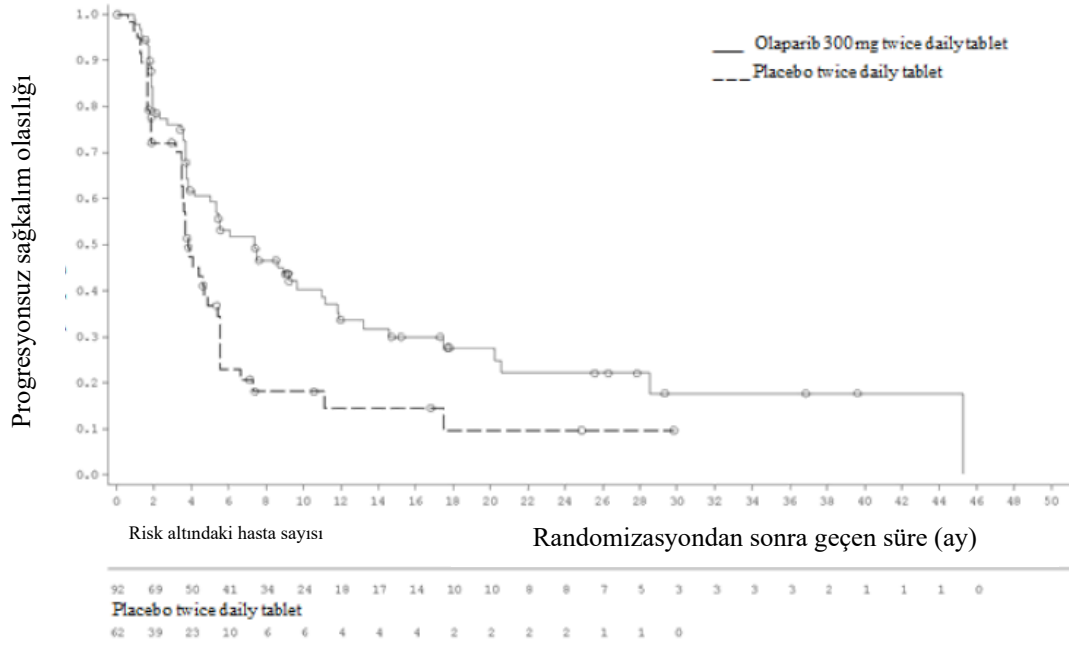 Progresyonsuz sağkalım olasılığı
1.0
0.9
0.8
0.7
0.6
0.5
0.4
0.3
0.2
0.1
0.0
Olaparib 300 mg twice daily tablet
Placebo twice daily tablet
0 2 4 6 8 10 12 14 16 18 20 22 24 26 28 30 32 34 36 38 40 42 44 46 48 50
Risk altındaki hasta sayısı
Randomizasyondan sonra geçen süre (ay)
92 69 50 41 34 24 18 17 14 10 10 8 8 7 5 3 3 3 3 2 1 1 1 0
Placebo twice daily tablet
62 39 23 10 6 6 4 4 4 2 2 2 2 1 1 0